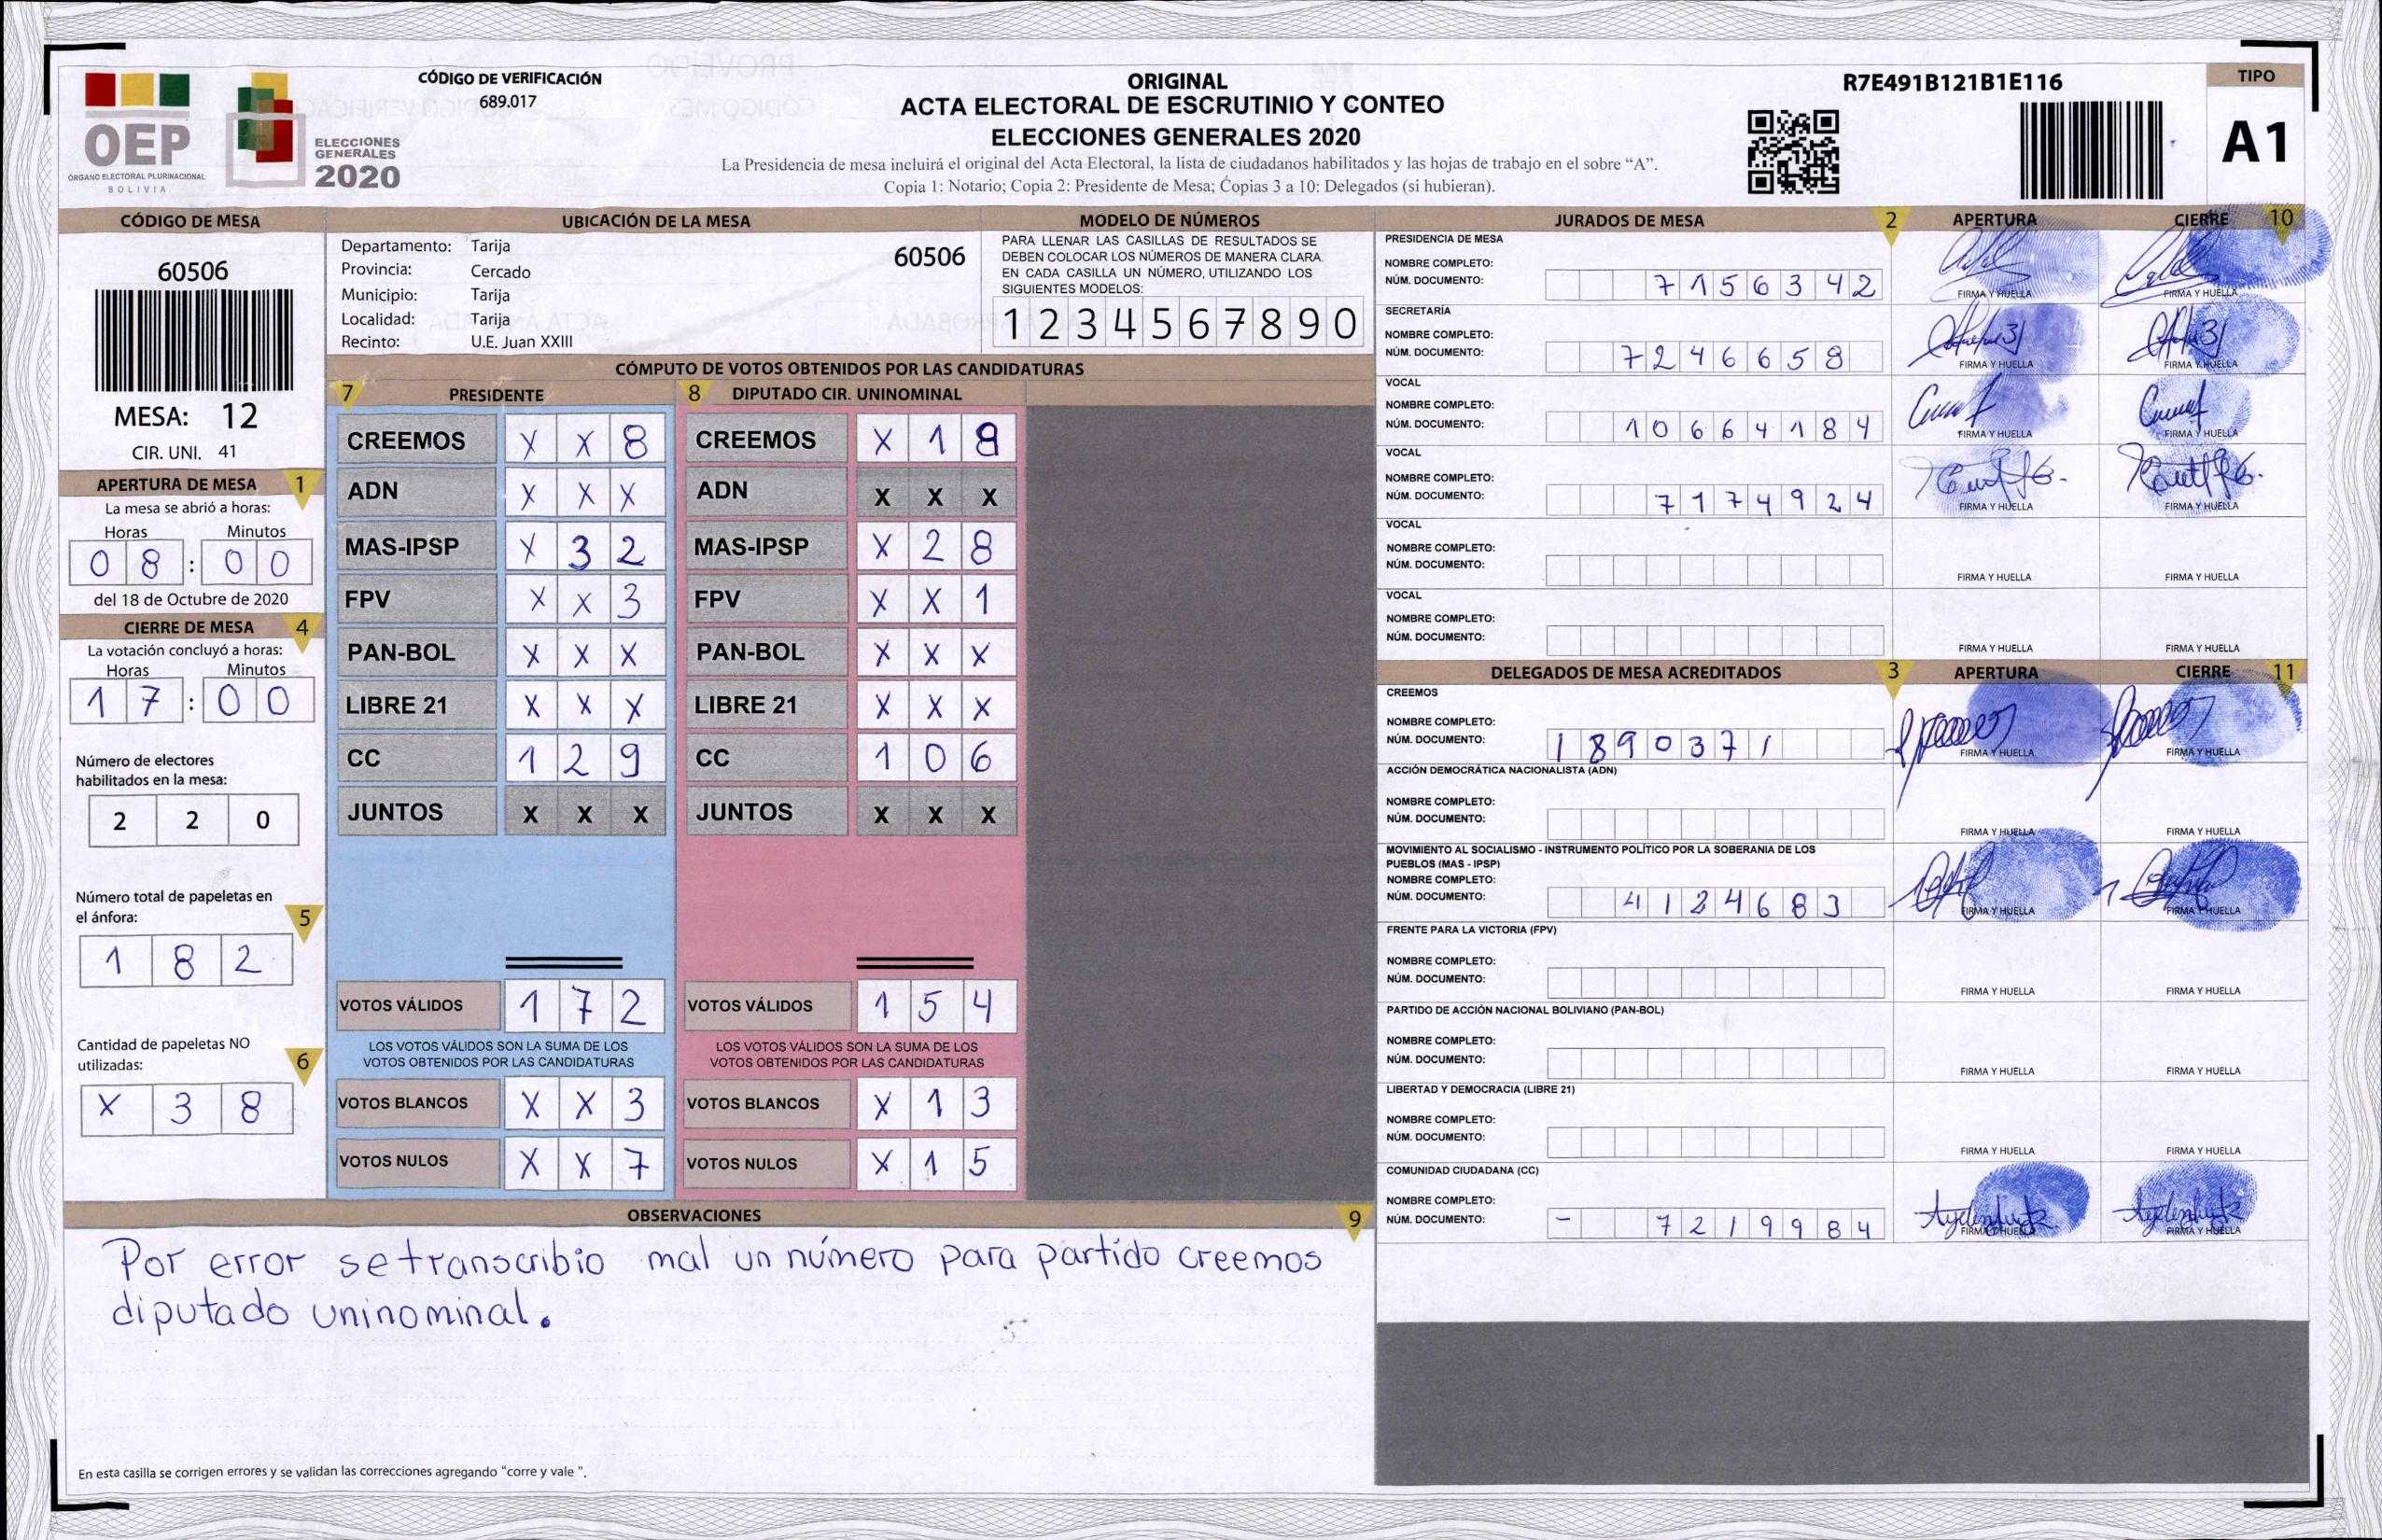 CÓDIGO DE VERIFICACIÓN
689.017
OEP
ÓRGANO ELECTORAL PLURINACIONAL
BOLIVIA
ELECCIONES
GENERALES
2020
ORIGINAL
ACTA ELECTORAL DE ESCRUTINIO Y CONTEO
ELECCIONES GENERALES 2020
La Presidencia de mesa incluirá el original del Acta Electoral, la lista de ciudadanos habilitados y las hojas de trabajo en el sobre “A”.
Copia 1: Notario; Copia 2: Presidente de Mesa; Copias 3 a 10: Delegados (si hubieran).
R7E491B121B1E116
TIPO
A1
CÓDIGO DE MESA
60506
MESA: 12
CIR. UNI. 41
APERTURA DE MESA 1
La mesa se abrió a horas:
Horas Minutos
08 : 00
del 18 de Octubre de 2020
CIERRE DE MESA 4
La votación concluyó a horas:
Horas Minutos
17 : 00
Número de electores
habilitados en la mesa:
2 2 0
Número total de papeletas en
el ánfora: 5
1 8 2
Cantidad de papeletas NO
utilizadas: 6
X 3 8
UBICACIÓN DE LA MESA
Departamento: Tarija
60506
Provincia: Cercado
Municipio: Tarija
Localidad: Tarija
Recinto: U.E. Juan XXIII
MODELO DE NÚMEROS
PARA LLENAR LAS CASILLAS DE RESULTADOS SE
DEBEN COLOCAR LOS NÚMEROS DE MANERA CLARA.
EN CADA CASILLA UN NÚMERO, UTILIZANDO LOS
SIGUIENTES MODELOS:
1 2 3 4 5 6 7 8 9 0
CÓMPUTO DE VOTOS OBTENIDOS POR LAS CANDIDATURAS
7 PRESIDENTE
CREEMOS X X 8
ADN X X X
MAS-IPSP X 3 2
FPV X X 3
PAN-BOL X X X
LIBRE 21 X X X
CC 1 2 9
JUNTOS X X X
VOTOS VÁLIDOS 1 7 2
LOS VOTOS VÁLIDOS SON LA SUMA DE LOS
VOTOS OBTENIDOS POR LAS CANDIDATURAS
VOTOS BLANCOS X X 3
VOTOS NULOS X X 7
8 DIPUTADO CIR. UNINOMINAL
CREEMOS X 1 9
ADN X X X
MAS-IPSP X 2 8
FPV X X 1
PAN-BOL X X X
LIBRE 21 X X X
CC 1 0 6
JUNTOS X X X
VOTOS VÁLIDOS 1 5 4
LOS VOTOS VÁLIDOS SON LA SUMA DE LOS
VOTOS OBTENIDOS POR LAS CANDIDATURAS
VOTOS BLANCOS X 1 3
VOTOS NULOS X 1 5
OBSERVACIONES 9
Por error se transcribio mal un número para partido creemos
diputado uninominal.
En esta casilla se corrigen errores y se validan las correcciones agregando “corre y vale ”.
JURADOS DE MESA 2 APERTURA CIERRE 10
PRESIDENCIA DE MESA
NOMBRE COMPLETO:
NÚM. DOCUMENTO: 7156342
FIRMA Y HUELLA FIRMA Y HUELLA
SECRETARÍA
NOMBRE COMPLETO:
NÚM. DOCUMENTO: 7246658
FIRMA Y HUELLA FIRMA Y HUELLA
VOCAL
NOMBRE COMPLETO:
NÚM. DOCUMENTO: 10664184
FIRMA Y HUELLA FIRMA Y HUELLA
VOCAL
NOMBRE COMPLETO:
NÚM. DOCUMENTO: 7174924
FIRMA Y HUELLA FIRMA Y HUELLA
VOCAL
NOMBRE COMPLETO:
NÚM. DOCUMENTO:
FIRMA Y HUELLA FIRMA Y HUELLA
VOCAL
NOMBRE COMPLETO:
NÚM. DOCUMENTO:
FIRMA Y HUELLA FIRMA Y HUELLA
DELEGADOS DE MESA ACREDITADOS 3 APERTURA CIERRE 11
CREEMOS
NOMBRE COMPLETO:
NÚM. DOCUMENTO: 1890371
FIRMA Y HUELLA FIRMA Y HUELLA
ACCIÓN DEMOCRÁTICA NACIONALISTA (ADN)
NOMBRE COMPLETO:
NÚM. DOCUMENTO:
FIRMA Y HUELLA FIRMA Y HUELLA
MOVIMIENTO AL SOCIALISMO - INSTRUMENTO POLÍTICO POR LA SOBERANIA DE LOS
PUEBLOS (MAS - IPSP)
NOMBRE COMPLETO:
NÚM. DOCUMENTO: 4124683
FIRMA Y HUELLA FIRMA Y HUELLA
FRENTE PARA LA VICTORIA (FPV)
NOMBRE COMPLETO:
NÚM. DOCUMENTO:
FIRMA Y HUELLA FIRMA Y HUELLA
PARTIDO DE ACCIÓN NACIONAL BOLIVIANO (PAN-BOL)
NOMBRE COMPLETO:
NÚM. DOCUMENTO:
FIRMA Y HUELLA FIRMA Y HUELLA
LIBERTAD Y DEMOCRACIA (LIBRE 21)
NOMBRE COMPLETO:
NÚM. DOCUMENTO:
FIRMA Y HUELLA FIRMA Y HUELLA
COMUNIDAD CIUDADANA (CC)
NOMBRE COMPLETO:
NÚM. DOCUMENTO: - 7219984
FIRMA Y HUELLA FIRMA Y HUELLA